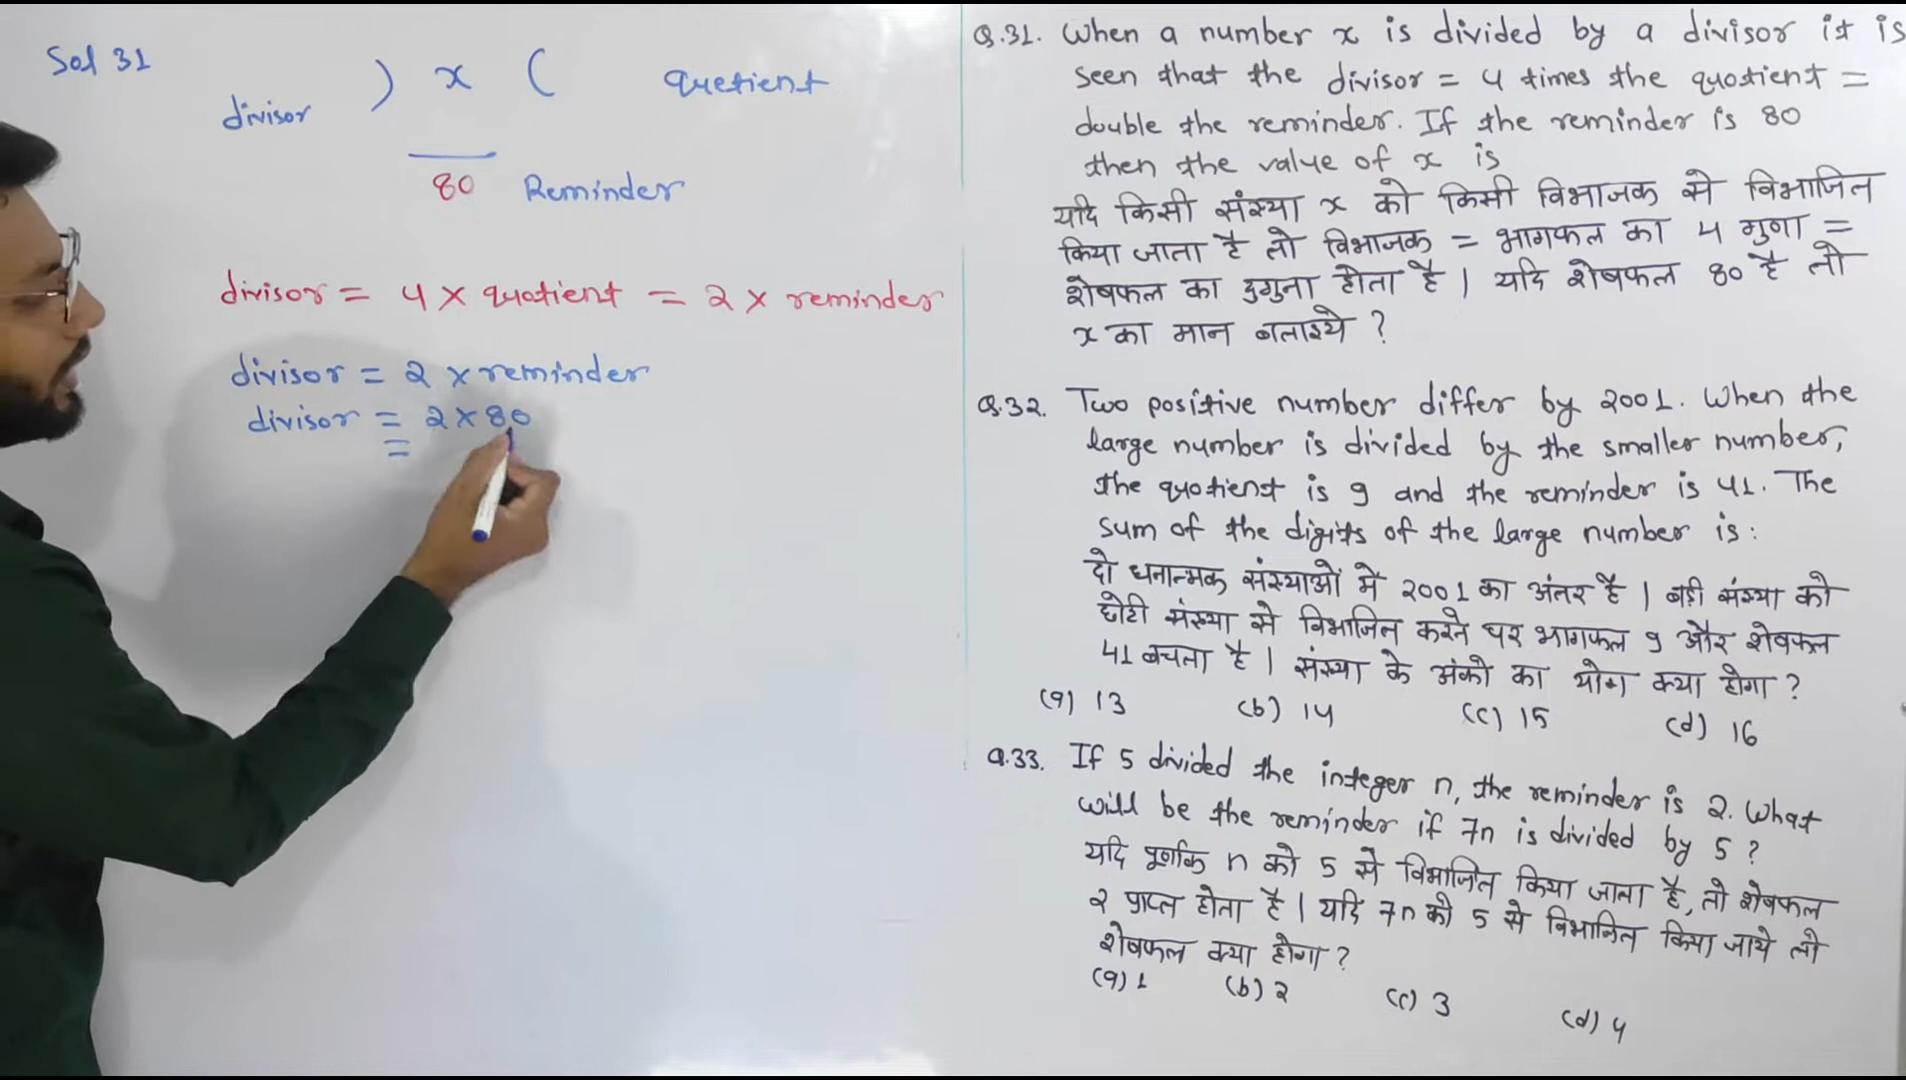 Sol 31
divisor ) x ( quetient
80 Reminder
divisor = 4 x quotient = 2 x reminder
divisor = 2 x reminder
divisor = 2 x 80
=
Q.31. When a number x is divided by a divisor it is
seen that the divisor = 4 times the quotient =
double the reminder. If the reminder is 80
then the value of x is
यदि किसी संख्या x को किसी विभाजक से विभाजित
किया जाता है तो विभाजक = भागफल का 4 गुणा =
शेषफल का दुगुना होता है | यदि शेषफल 80 है तो
x का मान बताइये ?
Q.32. Two positive number differ by 2001. When the
large number is divided by the smaller number,
the quotient is 9 and the reminder is 41. The
sum of the digits of the large number is:
दो धनात्मक संख्याओं में 2001 का अंतर है | बड़ी संख्या को
छोटी संख्या से विभाजित करने पर भागफल 9 और शेषफल
41 बचता है | संख्या के अंको का योग क्या होगा ?
(a) 13 (b) 14 (c) 15 (d) 16
Q.33. If 5 divided the integer n, the reminder is 2. What
will be the reminder if 7n is divided by 5 ?
यदि पूर्णांक n को 5 से विभाजित किया जाता है, तो शेषफल
2 प्राप्त होता है | यदि 7n को 5 से विभाजित किया जाये तो
शेषफल क्या होगा ?
(a) 1 (b) 2 (c) 3 (d) 4